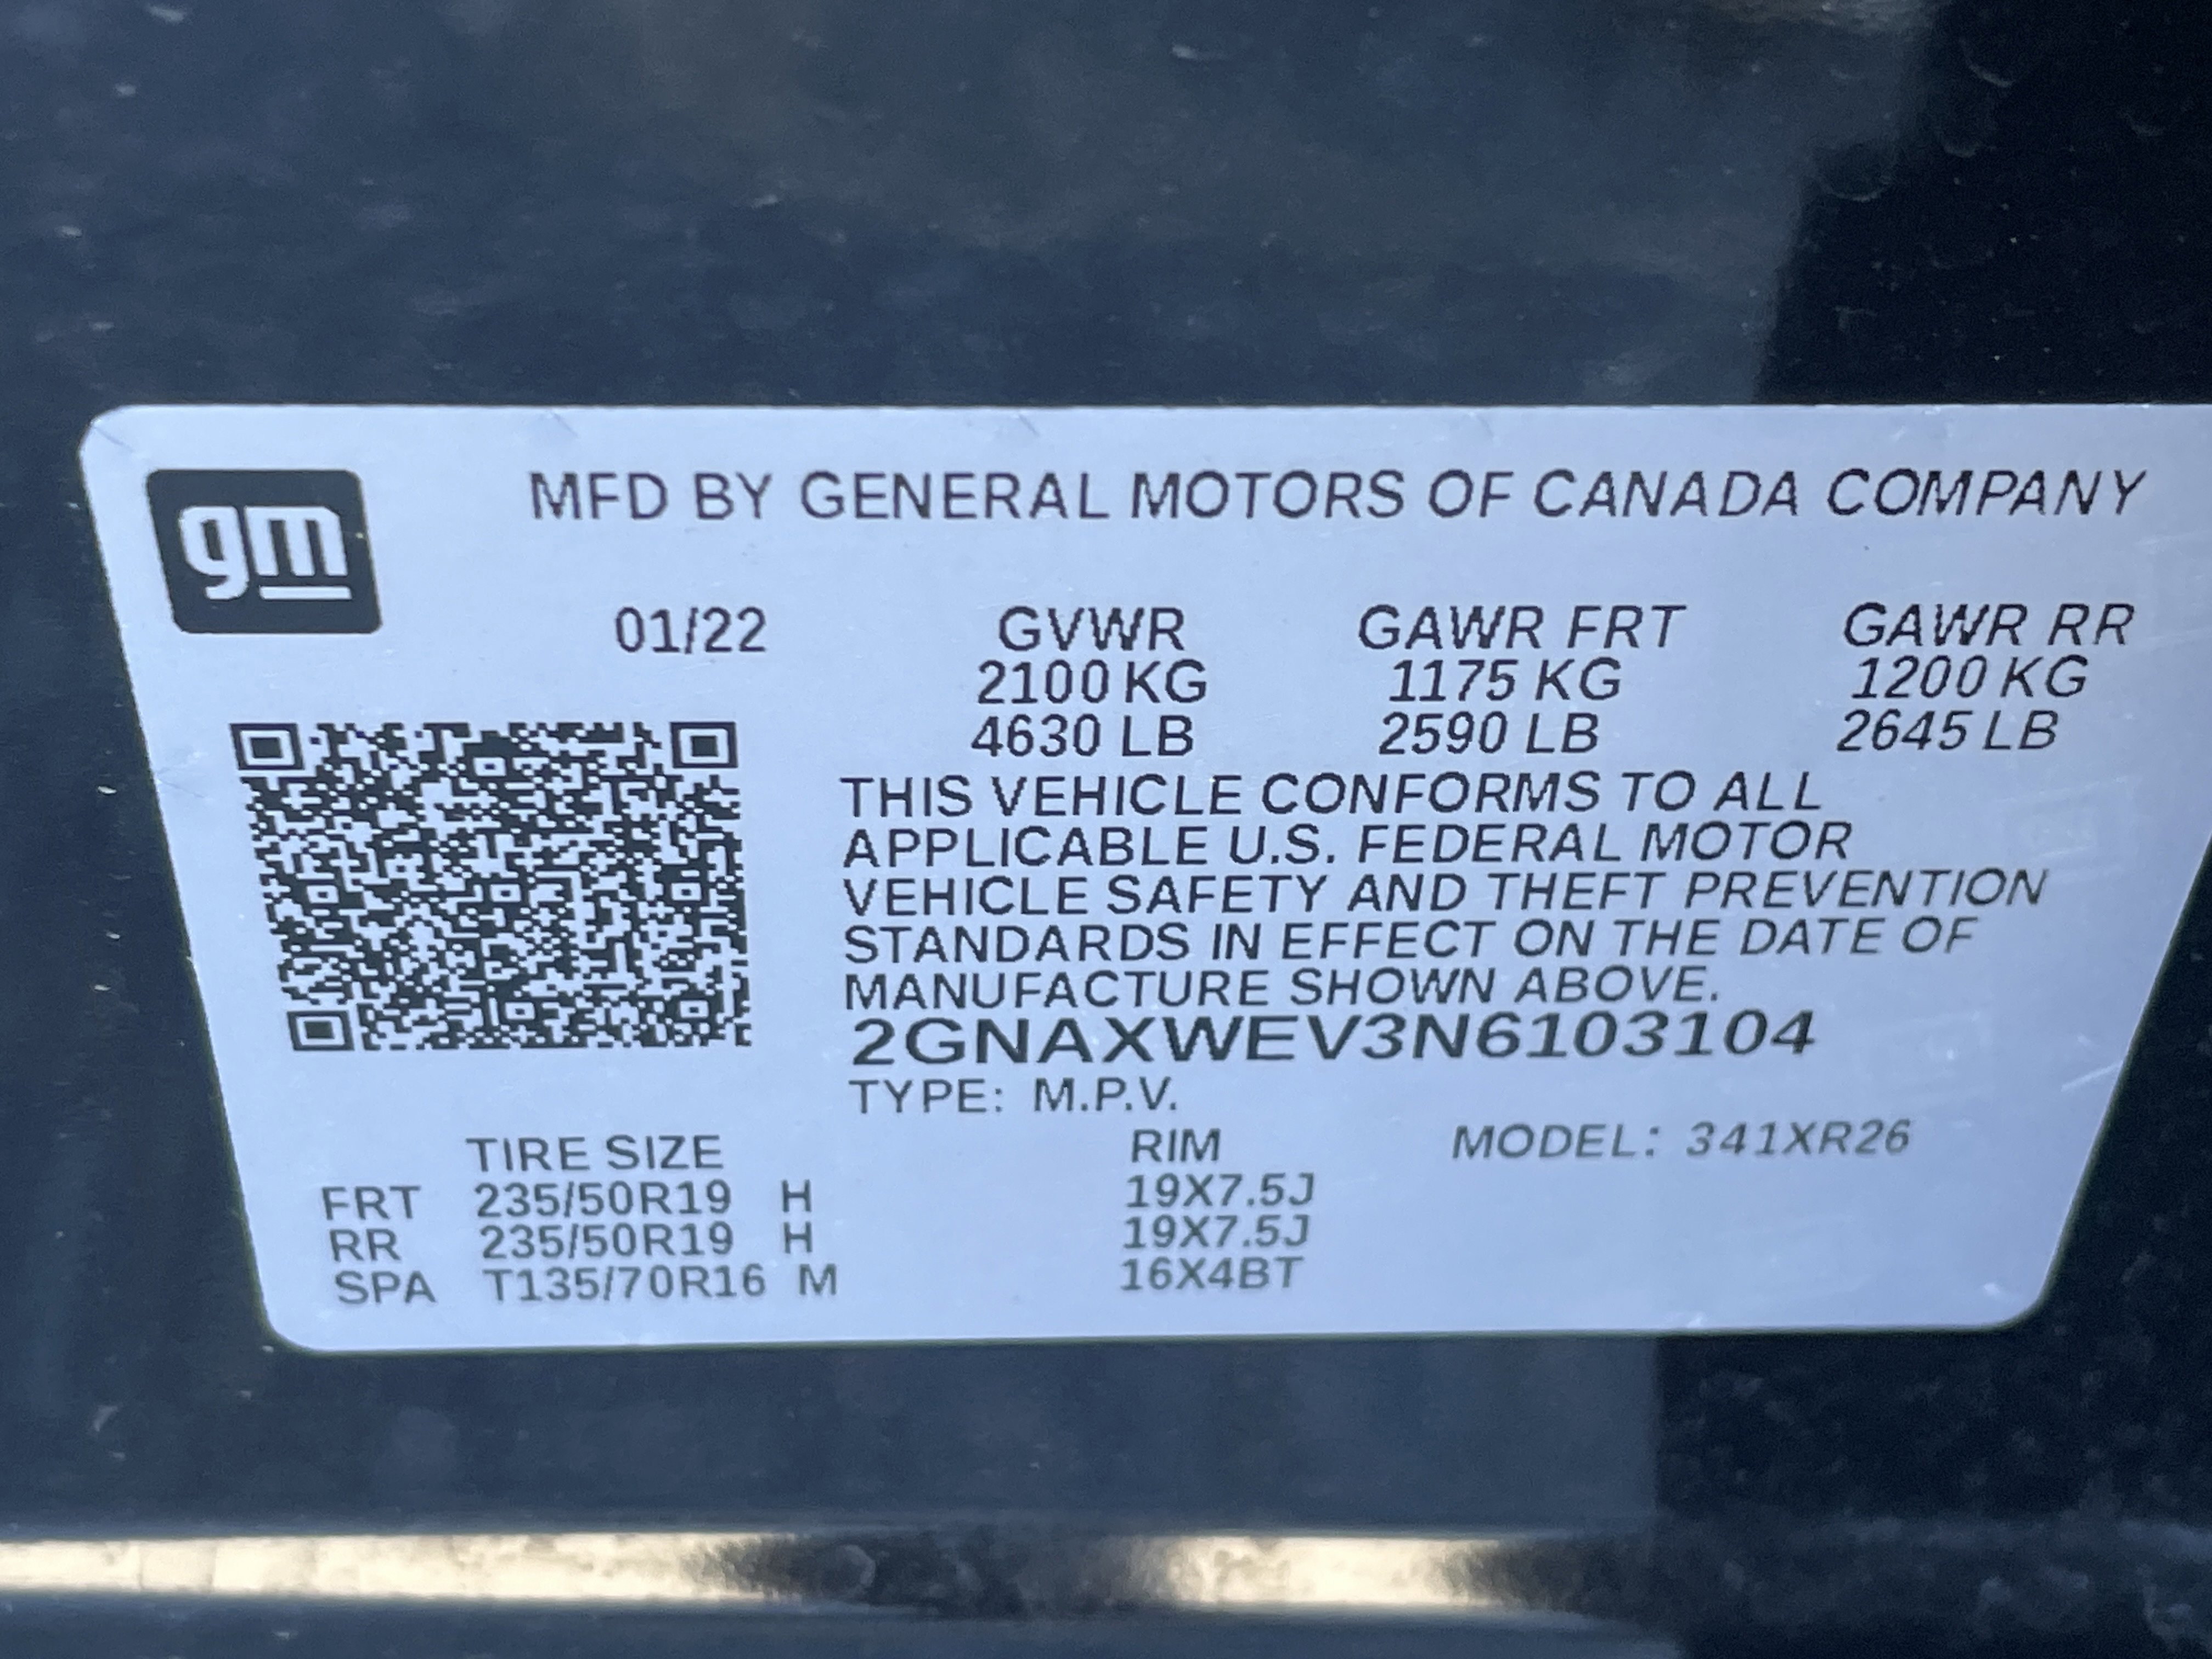 gm
MFD BY GENERAL MOTORS OF CANADA COMPANY
01/22 GVWR GAWR FRT GAWR RR
2100 KG 1175 KG 1200 KG
4630 LB 2590 LB 2645 LB
THIS VEHICLE CONFORMS TO ALL
APPLICABLE U.S. FEDERAL MOTOR
VEHICLE SAFETY AND THEFT PREVENTION
STANDARDS IN EFFECT ON THE DATE OF
MANUFACTURE SHOWN ABOVE.
2GNAXWEV3N6103104
TYPE: M.P.V.
TIRE SIZE RIM MODEL: 341XR26
FRT 235/50R19 H 19X7.5J
RR 235/50R19 H 19X7.5J
SPA T135/70R16 M 16X4BT